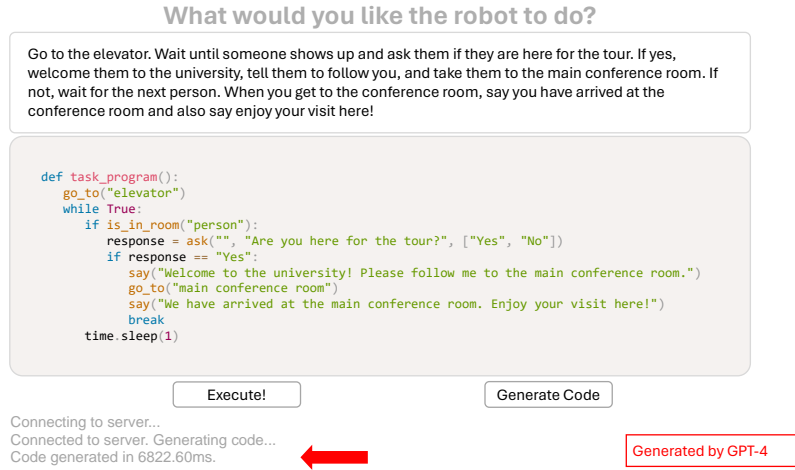 What would you like the robot to do?
Go to the elevator. Wait until someone shows up and ask them if they are here for the tour. If yes,
welcome them to the university, tell them to follow you, and take them to the main conference room. If
not, wait for the next person. When you get to the conference room, say you have arrived at the
conference room and also say enjoy your visit here!
def task_program():
    go_to("elevator")
    while True:
        if is_in_room("person"):
            response = ask("", "Are you here for the tour?", ["Yes", "No"])
            if response == "Yes":
                say("Welcome to the university! Please follow me to the main conference room.")
                go_to("main conference room")
                say("We have arrived at the main conference room. Enjoy your visit here!")
                break
        time.sleep(1)
Execute!
Generate Code
Connecting to server...
Connected to server. Generating code...
Code generated in 6822.60ms.
Generated by GPT-4